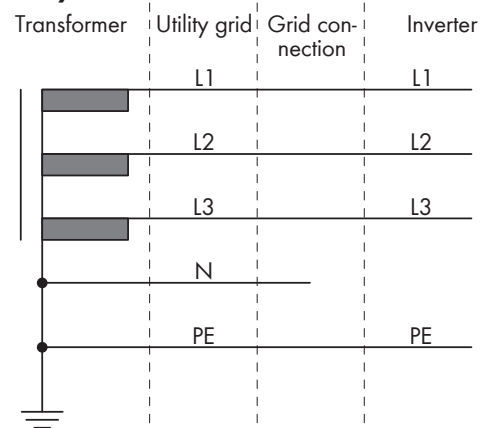 Transformer
Utility grid
Grid con-
nection
Inverter
L1
L1
L2
L2
L3
L3
N
PE
PE